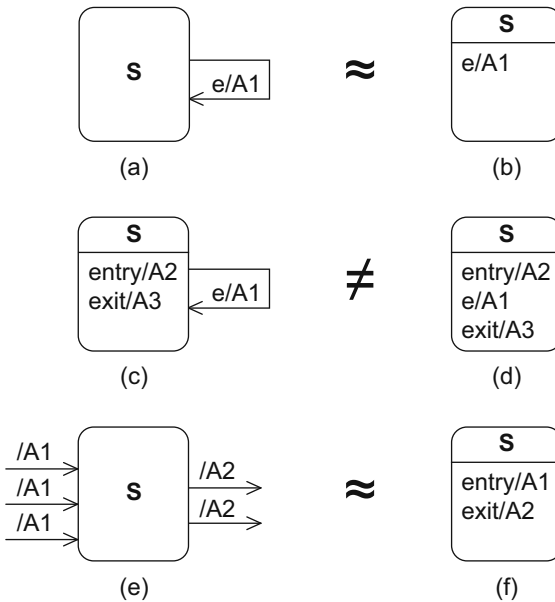 S
e/A1
≈
S
e/A1
(a)
(b)
S
entry/A2
exit/A3
e/A1
≠
S
entry/A2
e/A1
exit/A3
(c)
(d)
/A1
/A1
/A1
S
/A2
/A2
≈
S
entry/A1
exit/A2
(e)
(f)